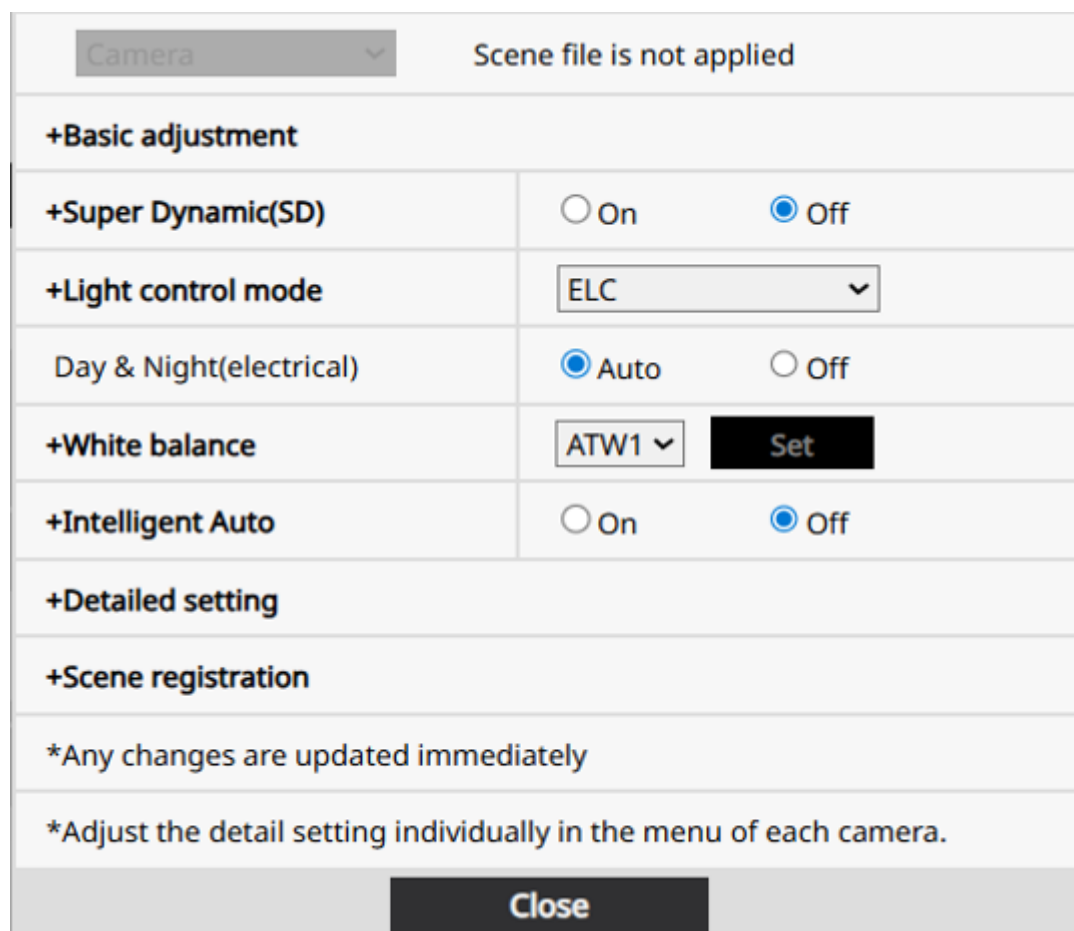 Camera Scene file is not applied
+Basic adjustment
+Super Dynamic(SD) On Off
+Light control mode ELC
Day & Night(electrical) Auto Off
+White balance ATW1 Set
+Intelligent Auto On Off
+Detailed setting
+Scene registration
*Any changes are updated immediately
*Adjust the detail setting individually in the menu of each camera.
Close